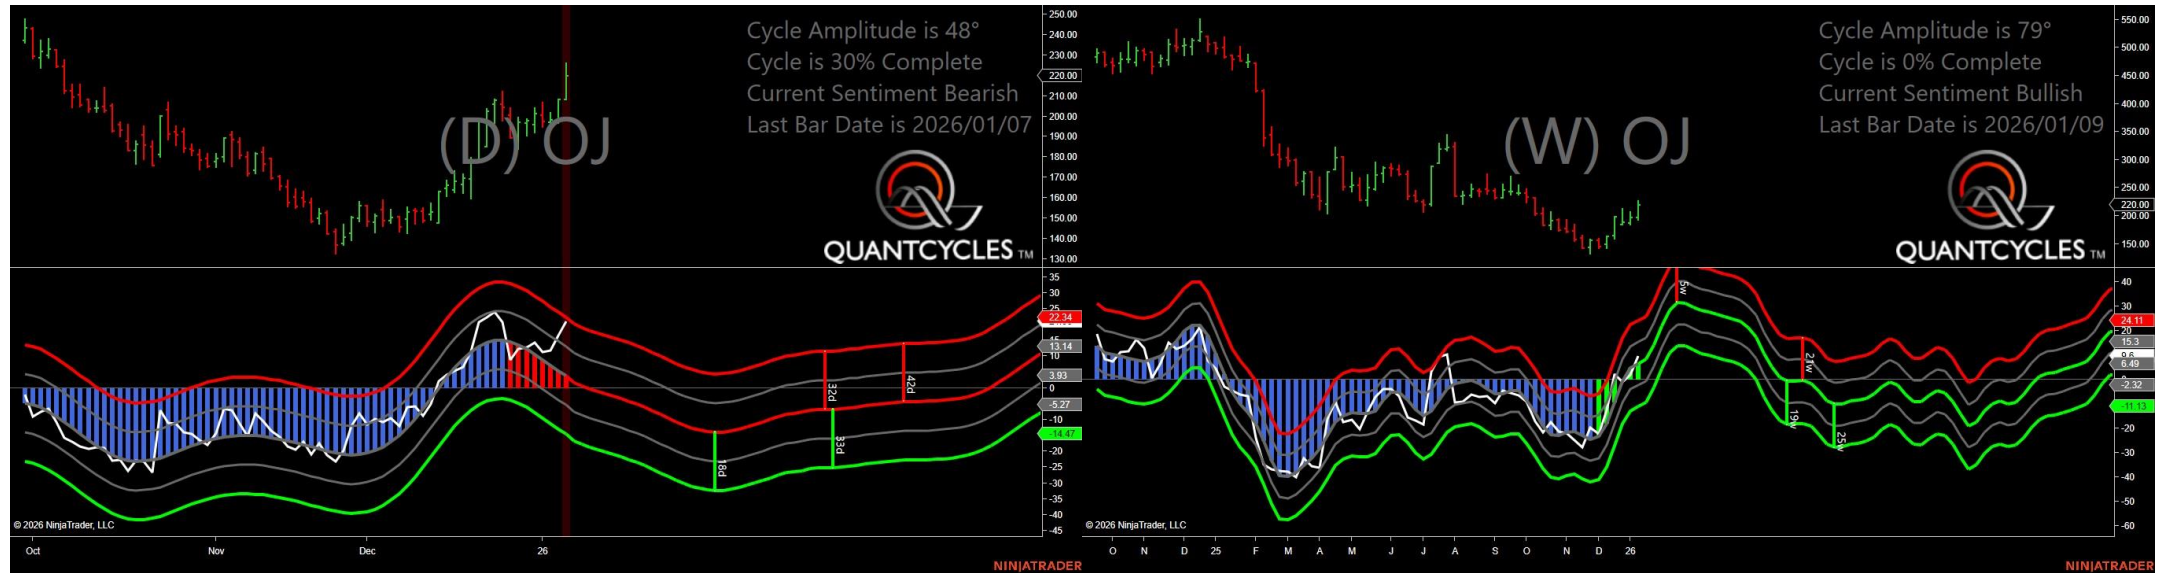 Cycle Amplitude is 48°
Cycle is 30% Complete
Current Sentiment Bearish
Last Bar Date is 2026/01/07
(D) OJ
QUANTCYCLES TM
250.00
240.00
230.00
220.00
200.00
190.00
180.00
170.00
160.00
150.00
140.00
130.00
35
30
25
22.34
13.14
10
3.93
0
-5.27
-10
-14.47
-20
-25
-30
-35
-40
-45
18d
32d
33d
42d
© 2026 NinjaTrader, LLC
Oct Nov Dec 26
NINJATRADER
Cycle Amplitude is 79°
Cycle is 0% Complete
Current Sentiment Bullish
Last Bar Date is 2026/01/09
(W) OJ
QUANTCYCLES TM
550.00
500.00
450.00
400.00
350.00
300.00
250.00
220.00
200.00
150.00
40
30
24.11
20
15.3
9.6
6.49
-2.32
-11.13
-20
-30
-40
-50
-60
5w
21w
19w
25w
© 2026 NinjaTrader, LLC
O N D 25 F M A M J J A S O N D 26
NINJATRADER